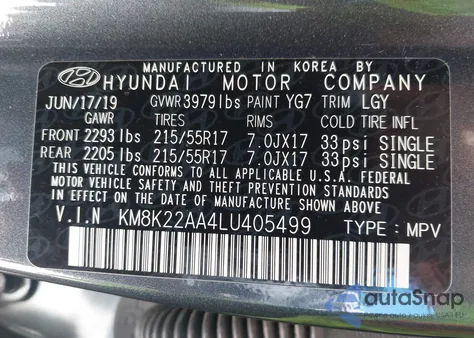 MANUFACTURED IN KOREA BY
HYUNDAI MOTOR COMPANY
JUN/17/19 GVWR 3979lbs PAINT YG7 TRIM LGY
GAWR TIRES RIMS COLD TIRE INFL
FRONT 2293 lbs 215/55R17 7.0JX17 33psi SINGLE
REAR 2205 lbs 215/55R17 7.0JX17 33psi SINGLE
THIS VEHICLE CONFORMS TO ALL APPLICABLE U.S.A. FEDERAL
MOTOR VEHICLE SAFETY, BUMPER, AND THEFT PREVENTION STANDARDS
IN EFFECT ON THE DATE OF MANUFACTURE SHOWN ABOVE.
V.I.N KM8K22AA4LU405499
TYPE : MPV
autoSnap